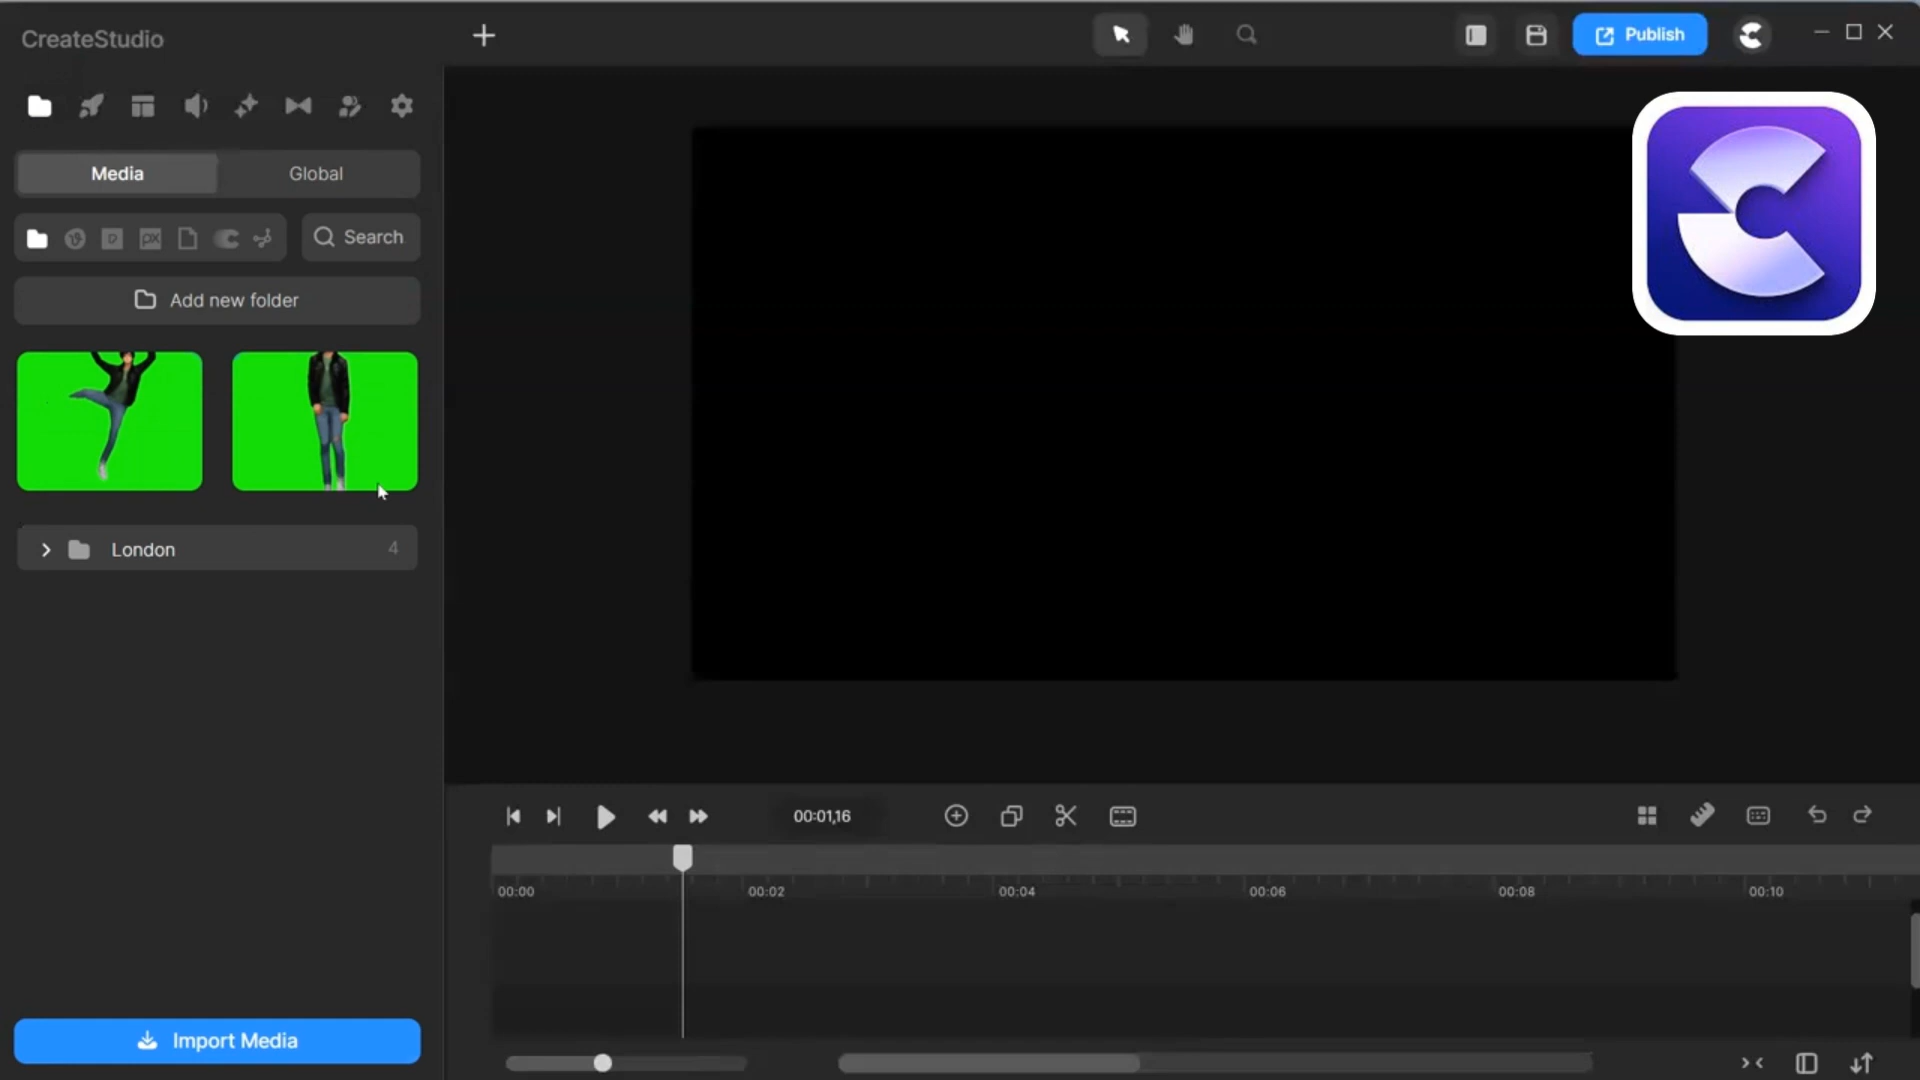 CreateStudio
Publish
Media
Global
Search
Add new folder
London
4
Import Media
00:01,16
00:00
00:02
00:04
00:06
00:08
00:10